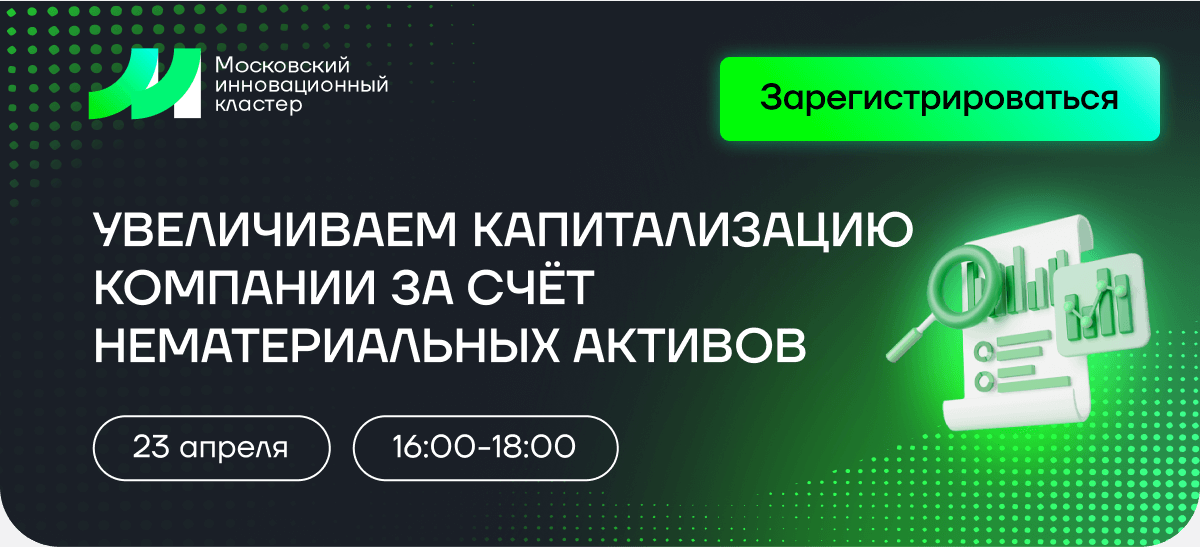 Московский
инновационный
кластер
Зарегистрироваться
УВЕЛИЧИВАЕМ КАПИТАЛИЗАЦИЮ
КОМПАНИИ ЗА СЧЁТ
НЕМАТЕРИАЛЬНЫХ АКТИВОВ
23 апреля
16:00-18:00